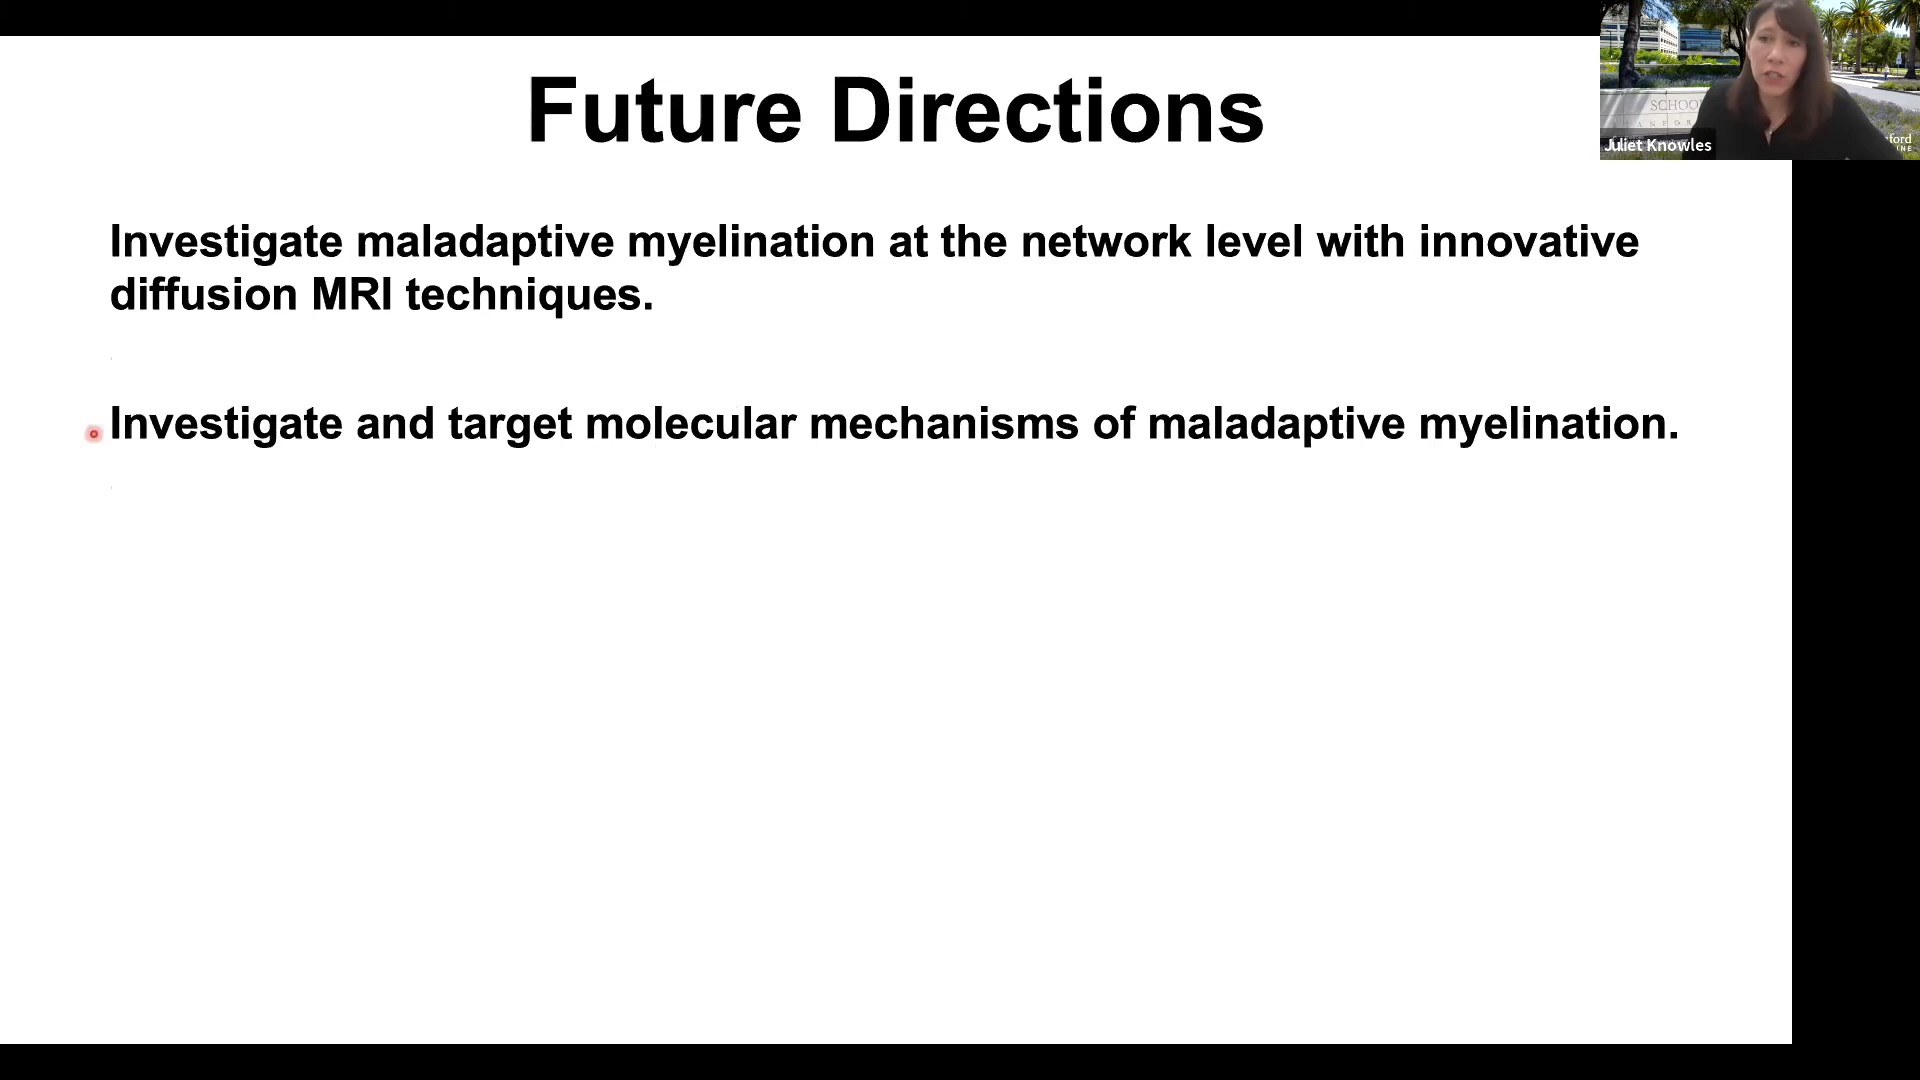 Future Directions
Investigate maladaptive myelination at the network level with innovative
diffusion MRI techniques.
Investigate and target molecular mechanisms of maladaptive myelination.
SCHOO
Juliet Knowles